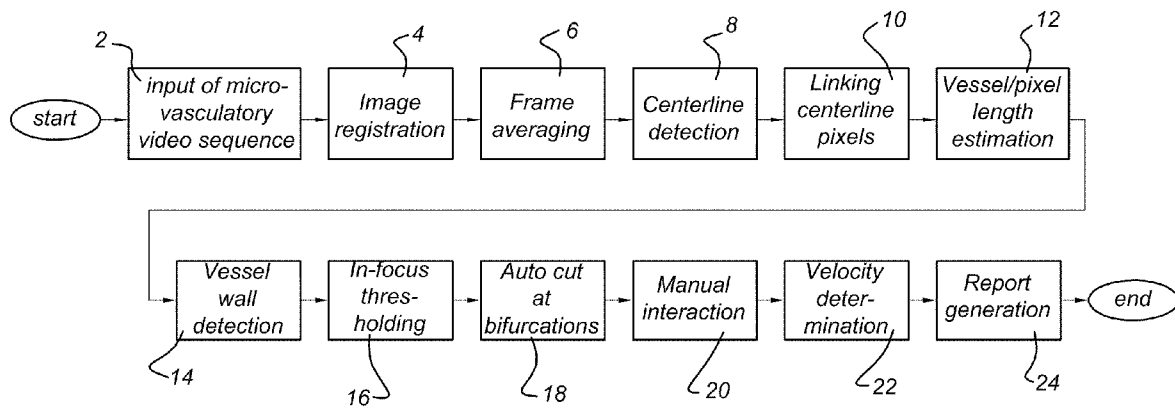 2
4
6
8
10
12
start
input of micro-
vasculatory
video sequence
Image
registration
Frame
averaging
Centerline
detection
Linking
centerline
pixels
Vessel/pixel
length
estimation
Vessel
wall
detection
In-focus
thres-
holding
Auto cut
at
bifurcations
Manual
interaction
Velocity
deter-
mination
Report
generation
end
14
16
18
20
22
24